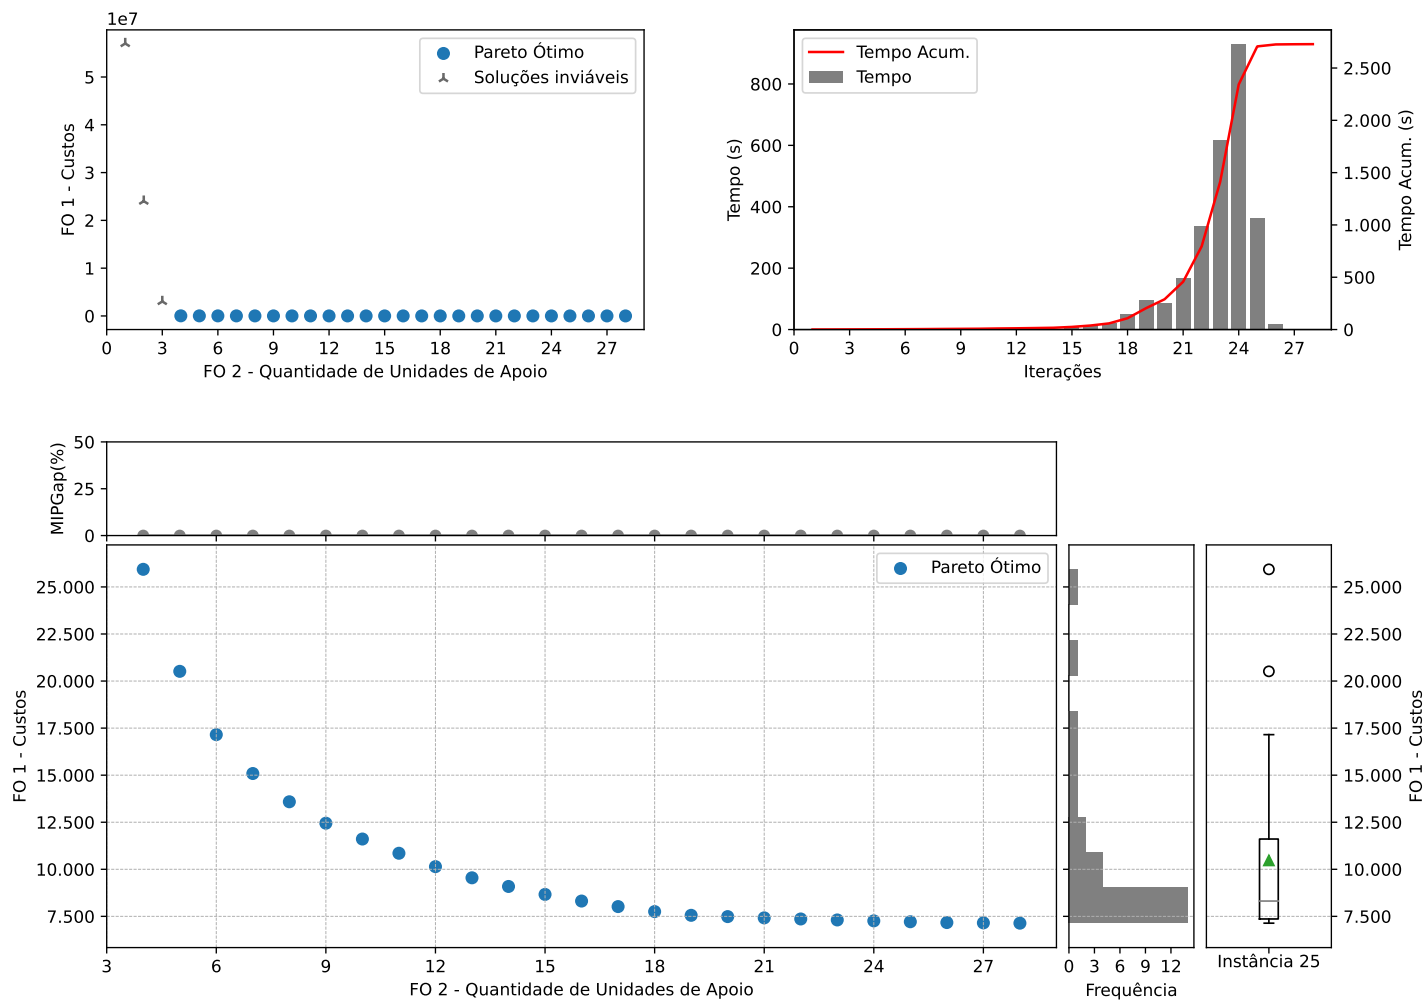 1e7
Pareto Ótimo
Soluções inviáveis
5
4
3
2
1
0
FO 1 - Custos
0 3 6 9 12 15 18 21 24 27
FO 2 - Quantidade de Unidades de Apoio
Tempo Acum.
Tempo
800
600
400
200
0
Tempo (s)
2.500
2.000
1.500
1.000
500
0
Tempo Acum. (s)
0 3 6 9 12 15 18 21 24 27
Iterações
50
25
0
MIPGap(%)
Pareto Ótimo
25.000
22.500
20.000
17.500
15.000
12.500
10.000
7.500
FO 1 - Custos
3 6 9 12 15 18 21 24 27
FO 2 - Quantidade de Unidades de Apoio
0 3 6 9 12
Frequência
25.000
22.500
20.000
17.500
15.000
12.500
10.000
7.500
FO 1 - Custos
Instância 25